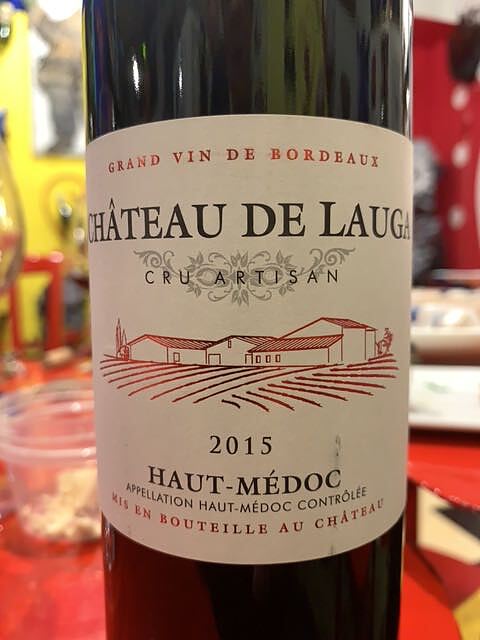 GRAND VIN DE BORDEAUX
CHÂTEAU DE LAUGA
CRU ARTISAN
2015
HAUT-MÉDOC
APPELLATION HAUT-MÉDOC CONTRÔLÉE
MIS EN BOUTEILLE AU CHÂTEAU